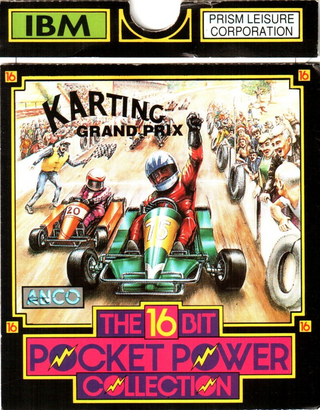 IBM
PRISM LEISURE
CORPORATION
16
16
KARTING
GRAND PRIX
20
15
ANCO
16
16
THE 16 BIT
POCKET POWER
COLLECTION